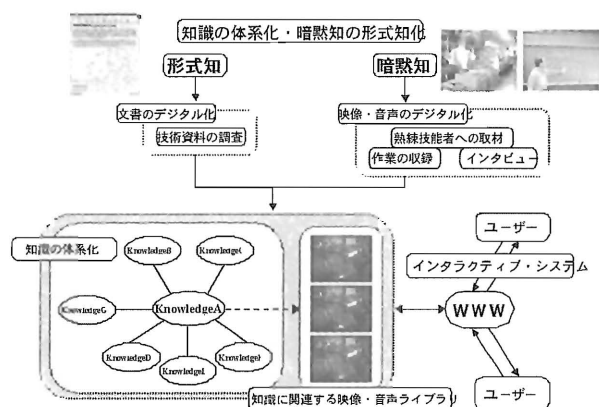 知識の体系化・暗黙知の形式知化
形式知
暗黙知
文書のデジタル化
技術資料の調査
映像・音声のデジタル化
熟練技能者への取材
作業の収録
インタビュー
知識の体系化
KnowledgeB
KnowledgeC
KnowledgeG
KnowledgeA
KnowledgeD
ユーザー
インタラクティブ・システム
WWW
ユーザー
知識に関連する映像・音声ライブラリ